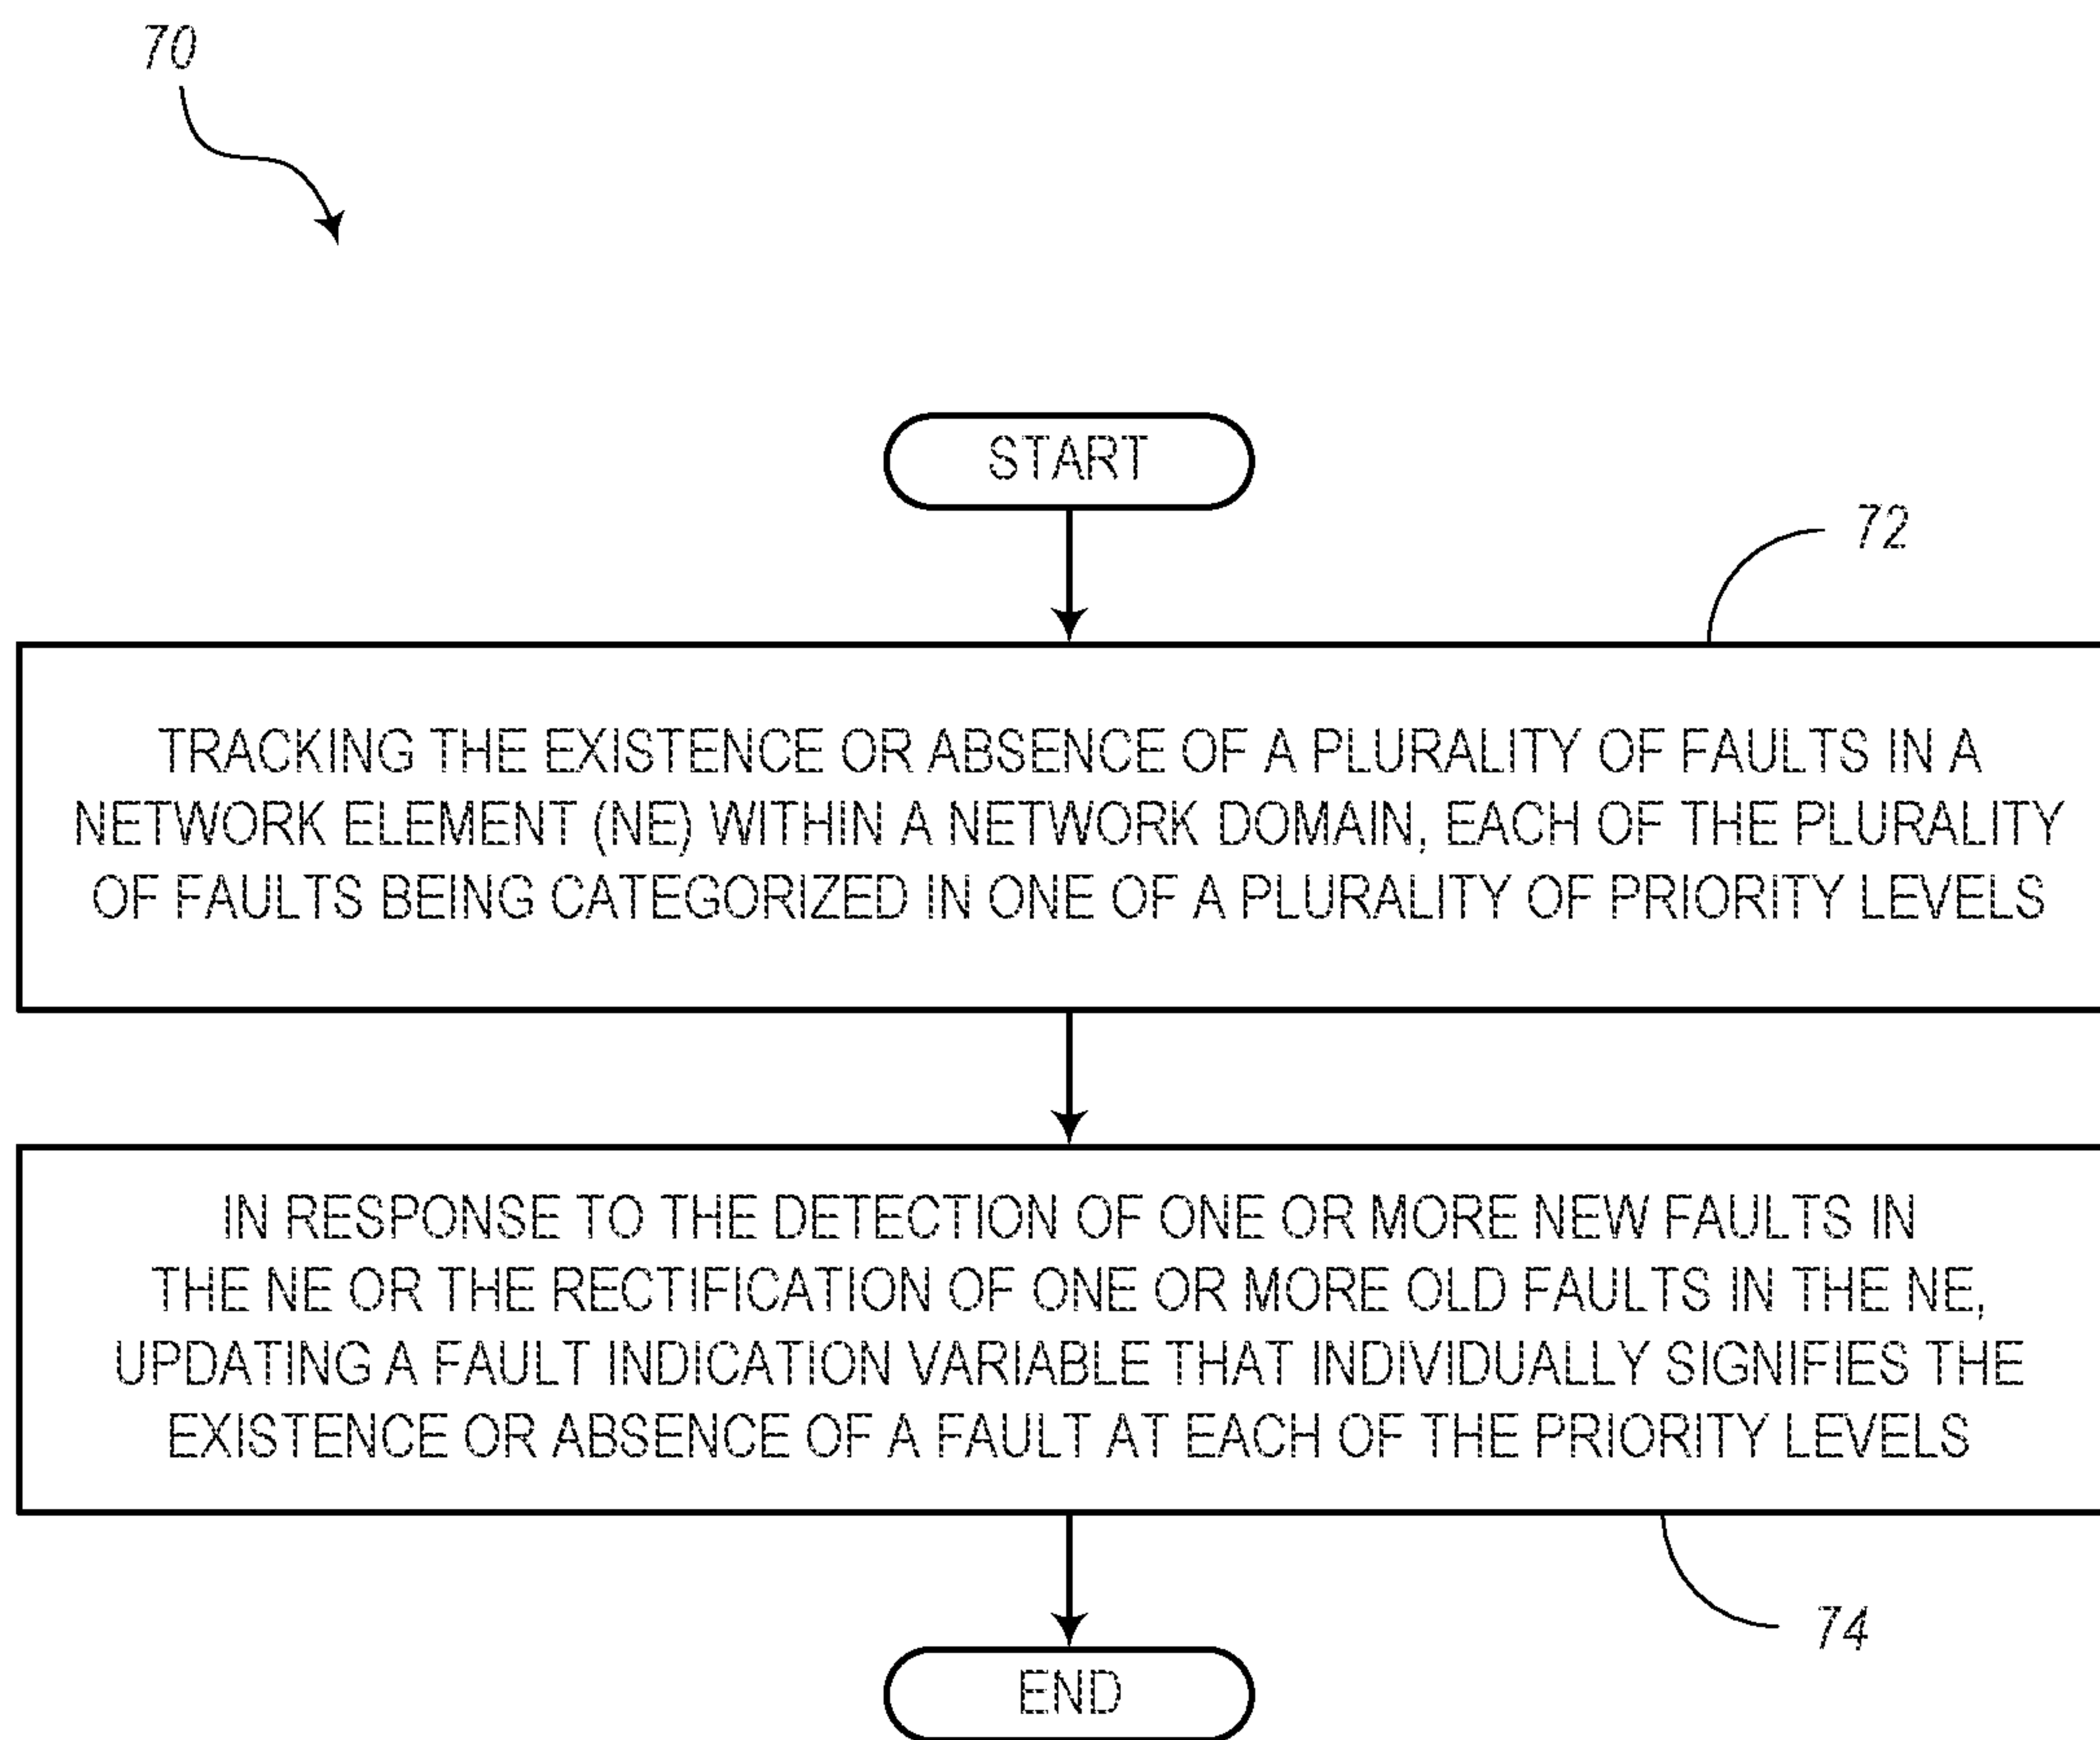 70
START
72
TRACKING THE EXISTENCE OR ABSENCE OF A PLURALITY OF FAULTS IN A
NETWORK ELEMENT (NE) WITHIN A NETWORK DOMAIN, EACH OF THE PLURALITY
OF FAULTS BEING CATEGORIZED IN ONE OF A PLURALITY OF PRIORITY LEVELS
IN RESPONSE TO THE DETECTION OF ONE OR MORE NEW FAULTS IN
THE NE OR THE RECTIFICATION OF ONE OR MORE OLD FAULTS IN THE NE,
UPDATING A FAULT INDICATION VARIABLE THAT INDIVIDUALLY SIGNIFIES THE
EXISTENCE OR ABSENCE OF A FAULT AT EACH OF THE PRIORITY LEVELS
74
END